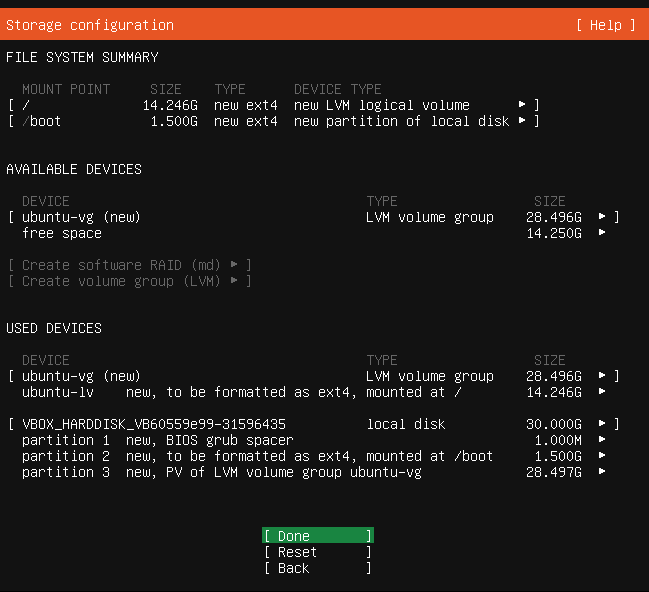 Storage configuration [ Help ]
FILE SYSTEM SUMMARY
MOUNT POINT SIZE TYPE DEVICE TYPE
[ / 14.246G new ext4 new LVM logical volume ▸ ]
[ /boot 1.500G new ext4 new partition of local disk ▸ ]
AVAILABLE DEVICES
DEVICE TYPE SIZE
[ ubuntu-vg (new) LVM volume group 28.496G ▸ ]
free space 14.250G ▸
[ Create software RAID (md) ▸ ]
[ Create volume group (LVM) ▸ ]
USED DEVICES
DEVICE TYPE SIZE
[ ubuntu-vg (new) LVM volume group 28.496G ▸ ]
ubuntu-lv new, to be formatted as ext4, mounted at / 14.246G ▸
[ VBOX_HARDDISK_VB60559e99-31596435 local disk 30.000G ▸ ]
partition 1 new, BIOS grub spacer 1.000M ▸
partition 2 new, to be formatted as ext4, mounted at /boot 1.500G ▸
partition 3 new, PV of LVM volume group ubuntu-vg 28.497G ▸
[ Done ]
[ Reset ]
[ Back ]